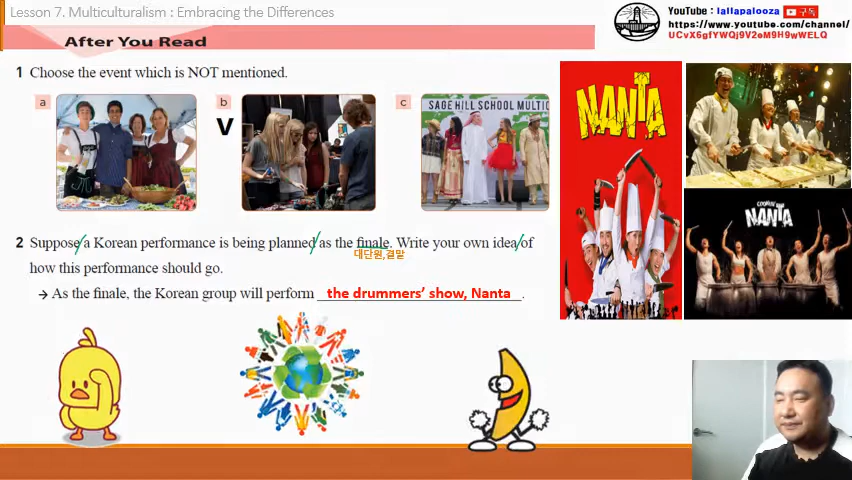 Lesson 7. Multiculturalism : Embracing the Differences
YouTube : lallapalooza 구독
https://www.youtube.com/channel/
UCvX6gfYWQj9V2eM9H9wWELQ
After You Read
1 Choose the event which is NOT mentioned.
a
b
c
V
SAGE HILL SCHOOL MULTIC
NANTA
2 Suppose a Korean performance is being planned as the finale. Write your own idea of
대단원,결말
how this performance should go.
→ As the finale, the Korean group will perform the drummers' show, Nanta .
COOKIN'
NANTA